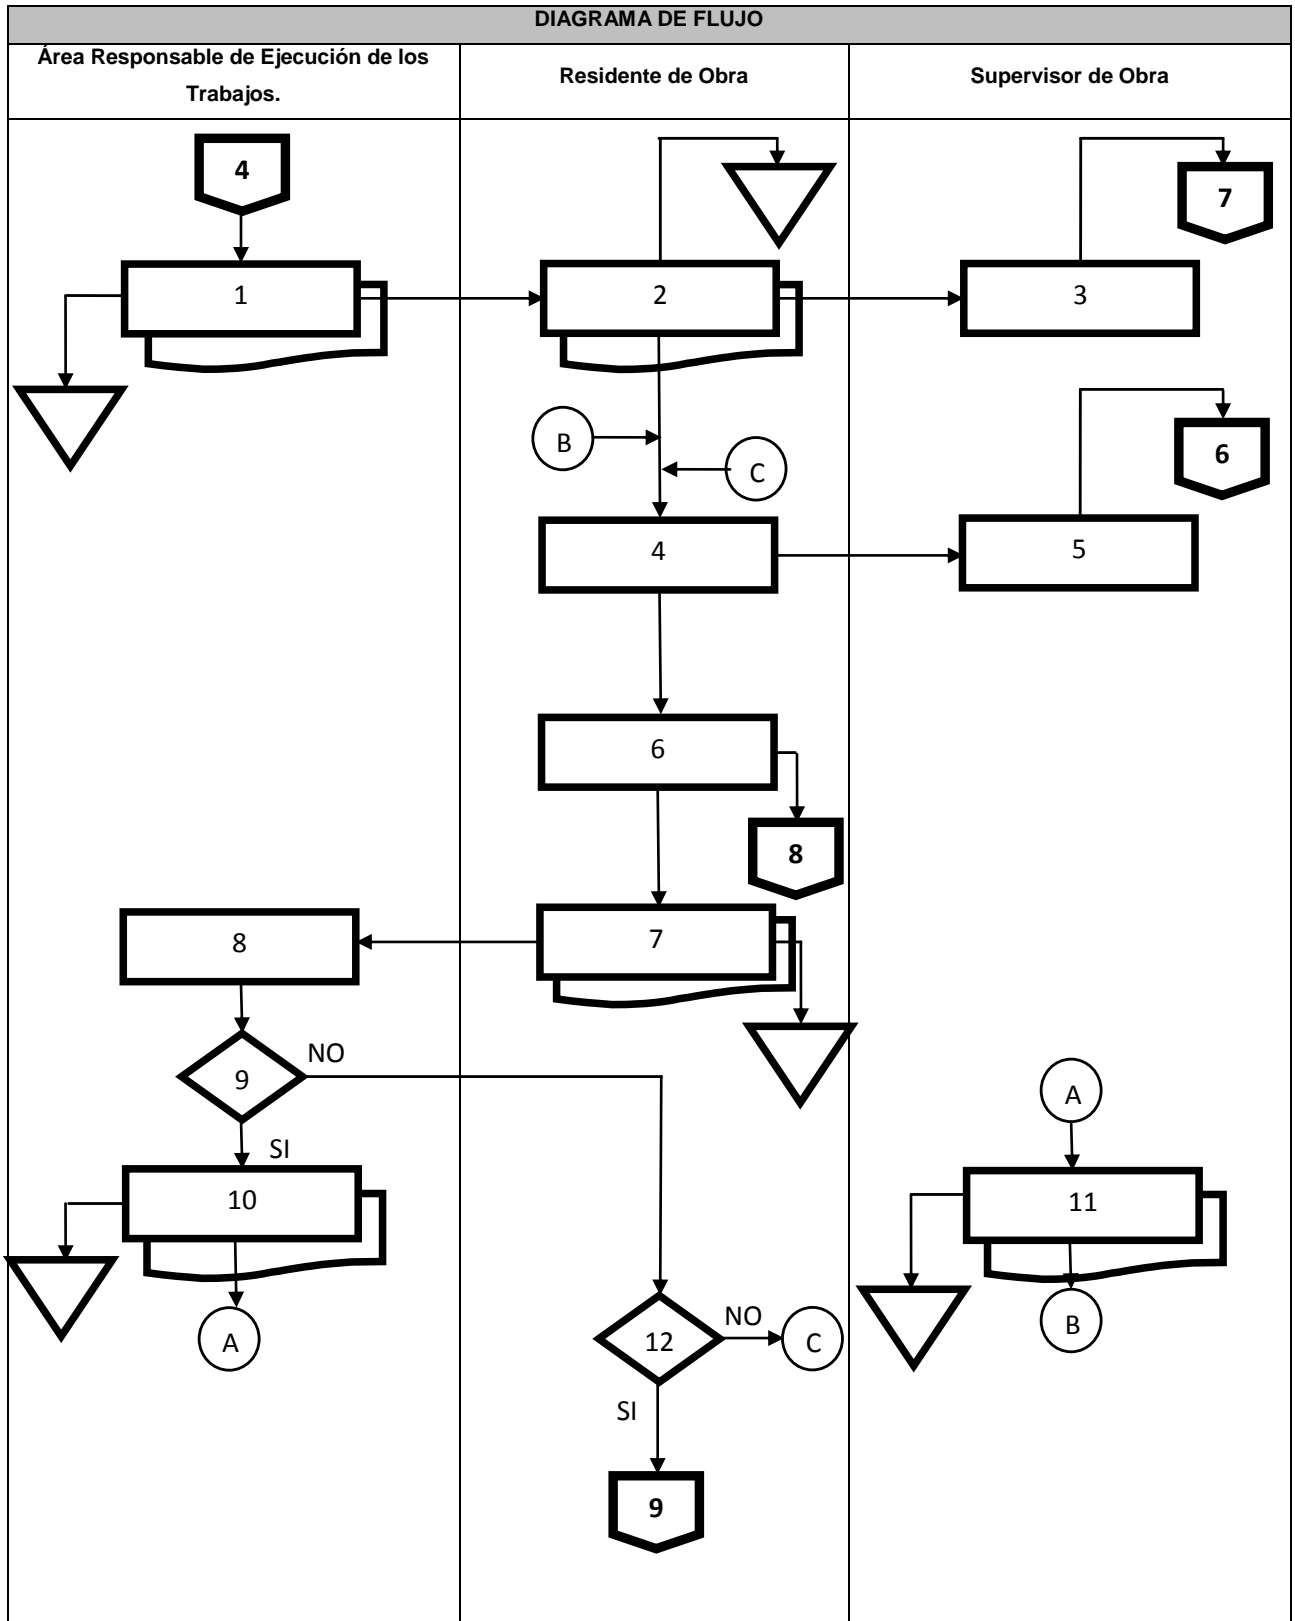 DIAGRAMA DE FLUJO
Área Responsable de Ejecución de los
Trabajos.
Residente de Obra
Supervisor de Obra
4
7
1
2
3
B
C
6
4
5
6
8
8
7
9
NO
SI
A
10
11
A
12
NO
C
B
SI
9